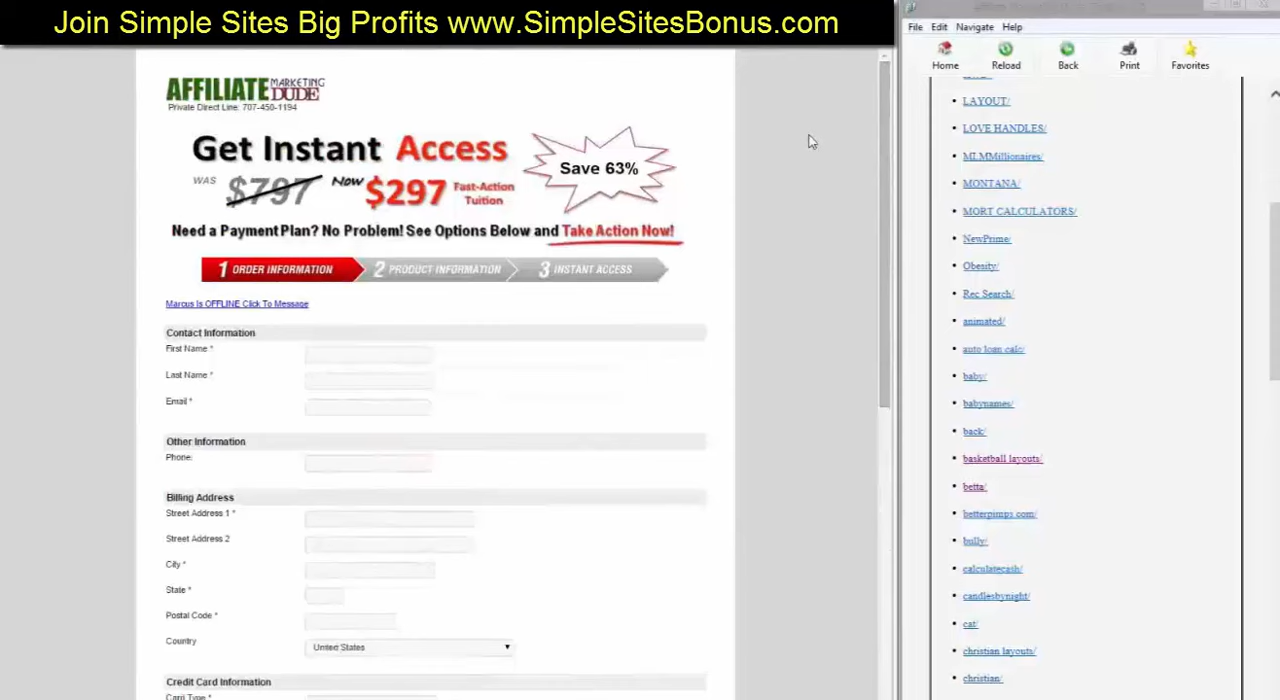 Join Simple Sites Big Profits www.SimpleSitesBonus.com
AFFILIATE MARKETING DUDE
Private Direct Line: 707-450-1194
Get Instant Access
WAS $797 Now $297 Fast-Action Tuition
Save 63%
Need a Payment Plan? No Problem! See Options Below and Take Action Now!
1 ORDER INFORMATION 2 PRODUCT INFORMATION 3 INSTANT ACCESS
Marcus Is OFFLINE Click To Message
Contact Information
First Name *
Last Name *
Email *
Other Information
Phone:
Billing Address
Street Address 1 *
Street Address 2
City *
State *
Postal Code *
Country United States
Credit Card Information
Card Type *
File Edit Navigate Help
Home Reload Back Print Favorites
LAYOUT/
LOVE HANDLES/
MLMMillionaires/
MONTANA/
MORT CALCULATORS/
NewPrime/
Obesity/
Rec Search/
animated/
auto loan calc/
baby/
babynames/
back/
basketball layouts/
betta/
betterpimps.com/
bully/
calculatecash/
candlesbynight/
cat/
christian layouts/
christian/